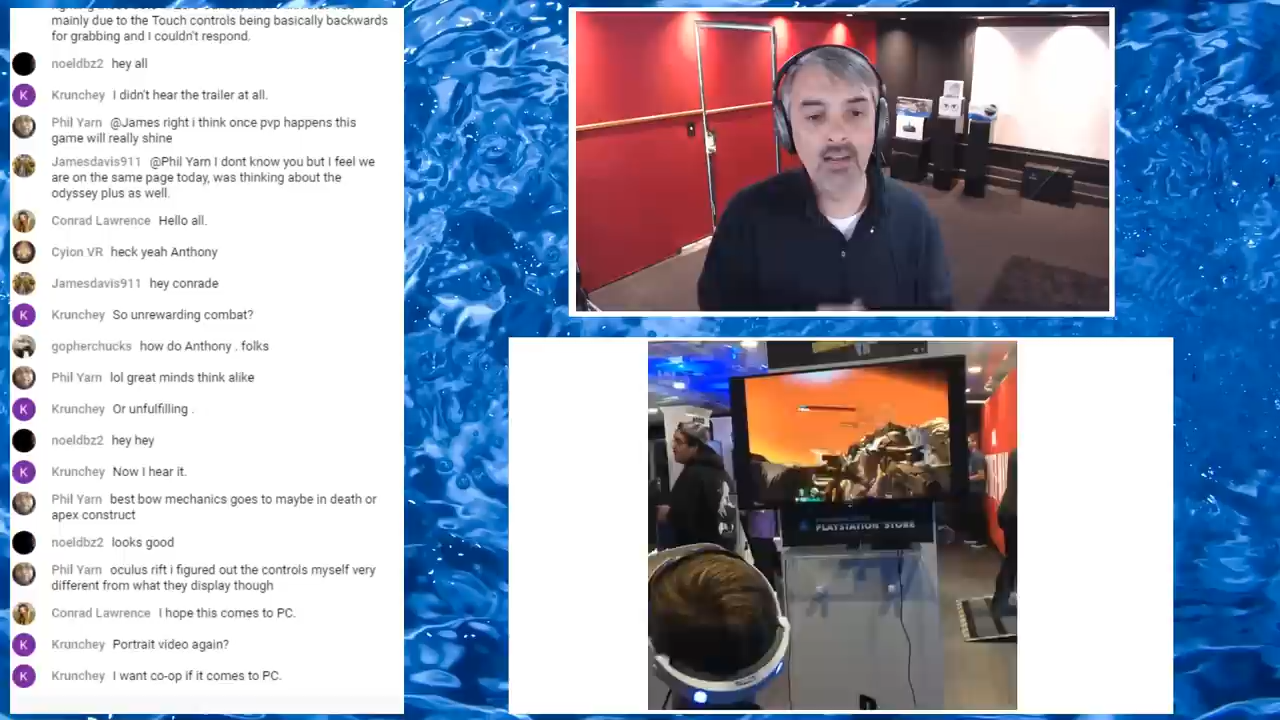 mainly due to the Touch controls being basically backwards
for grabbing and I couldn't respond.
noeldbz2 hey all
K Krunchey I didn't hear the trailer at all.
Phil Yarn @James right i think once pvp happens this
game will really shine
Jamesdavis911 @Phil Yarn I dont know you but I feel we
are on the same page today, was thinking about the
odyssey plus as well.
Conrad Lawrence Hello all.
Cyion VR heck yeah Anthony
Jamesdavis911 hey conrade
K Krunchey So unrewarding combat?
gopherchucks how do Anthony . folks
Phil Yarn lol great minds think alike
K Krunchey Or unfulfilling .
noeldbz2 hey hey
K Krunchey Now I hear it.
Phil Yarn best bow mechanics goes to maybe in death or
apex construct
noeldbz2 looks good
Phil Yarn oculus rift i figured out the controls myself very
different from what they display though
Conrad Lawrence I hope this comes to PC.
K Krunchey Portrait video again?
K Krunchey I want co-op if it comes to PC.
PLAYSTATION STORE